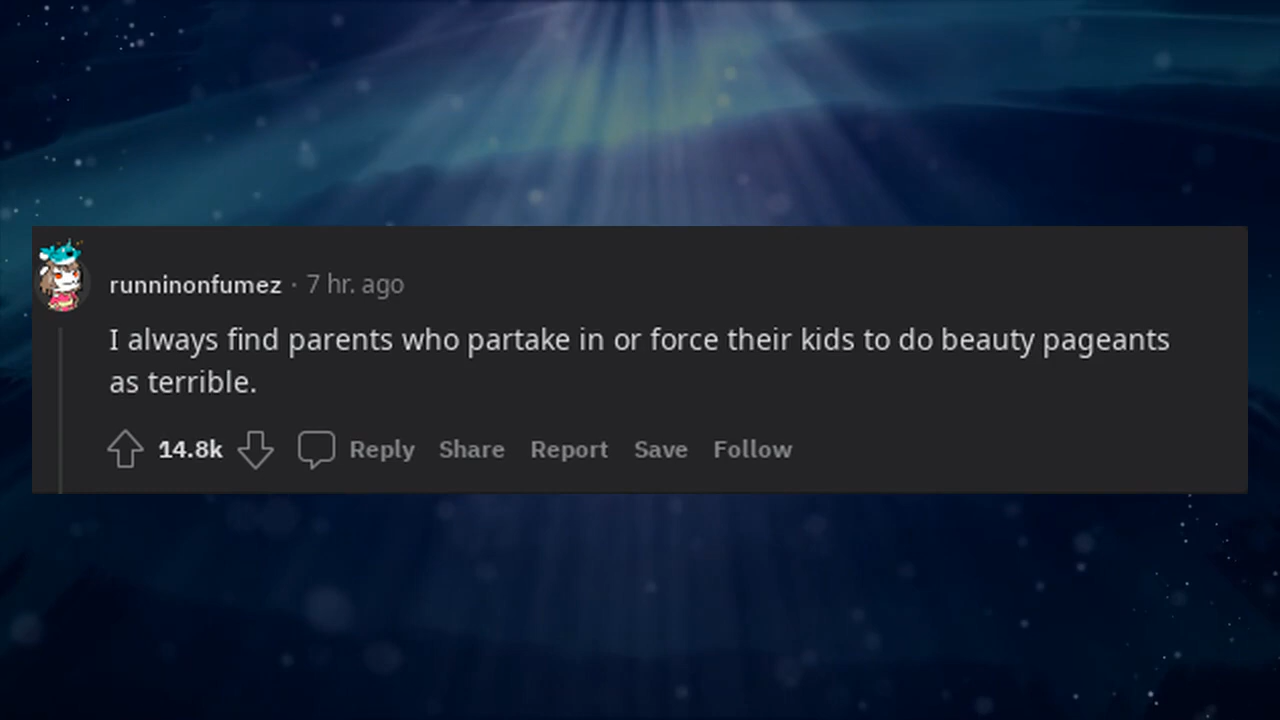 runninonfumez · 7 hr. ago
I always find parents who partake in or force their kids to do beauty pageants
as terrible.
14.8k Reply Share Report Save Follow